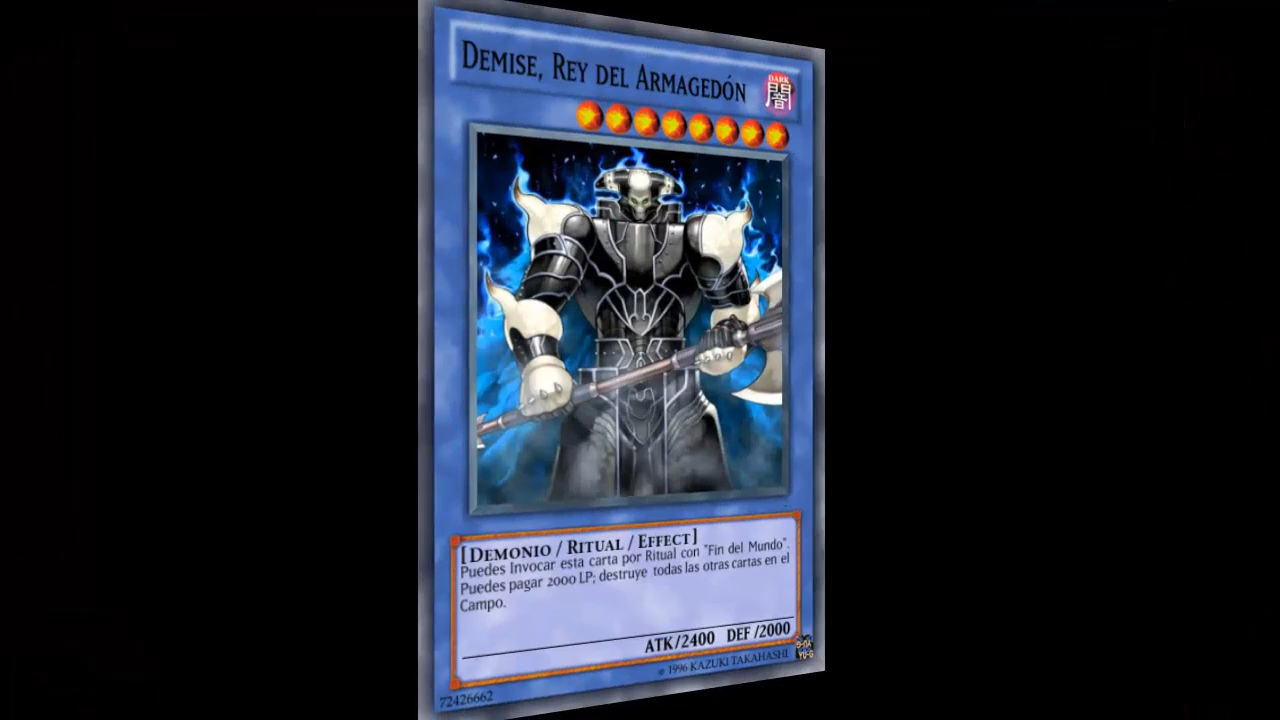 Demise, Rey del Armagedón
DARK
闇
[Demonio / Ritual / Effect]
Puedes Invocar esta carta por Ritual con "Fin del Mundo".
Puedes pagar 2000 LP; destruye todas las otras cartas en el
Campo.
ATK/2400 DEF/2000
72426662
© 1996 KAZUKI TAKAHASHI